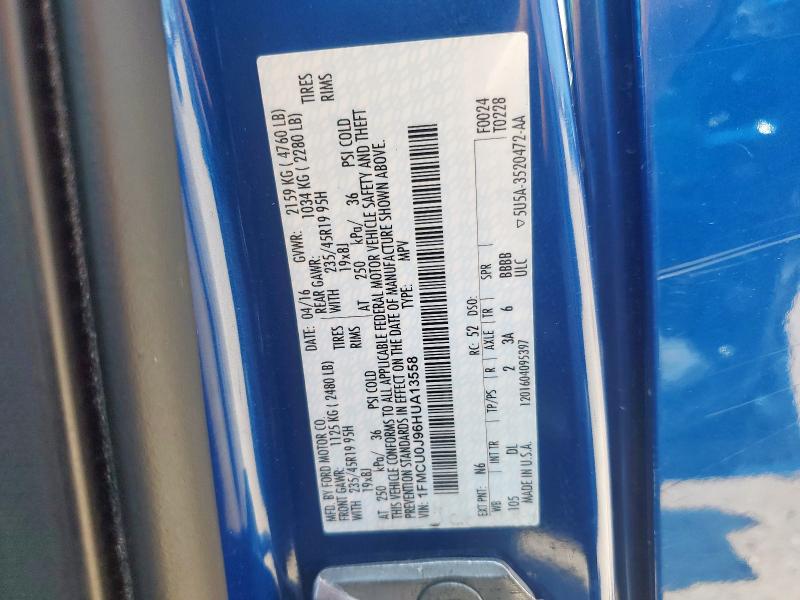 MFD. BY FORD MOTOR CO.
DATE: 04/16 GVWR: 2159 KG ( 4760 LB)
FRONT GAWR: 1125 KG ( 2480 LB) REAR GAWR: 1034 KG ( 2280 LB)
WITH 235/45R19 95H TIRES WITH 235/45R19 95H TIRES
19x8J RIMS 19x8J RIMS
AT 250 kPa/ 36 PSI COLD AT 250 kPa/ 36 PSI COLD
THIS VEHICLE CONFORMS TO ALL APPLICABLE FEDERAL MOTOR VEHICLE SAFETY AND THEFT
PREVENTION STANDARDS IN EFFECT ON THE DATE OF MANUFACTURE SHOWN ABOVE.
VIN: 1FMCU0J96HUA13558 TYPE: MPV
F0024
T0228
EXT PNT: N6 RC: 52 DSO:
WB INT TR TP/PS R AXLE TR SPR
105 DL 2 3A 6 BBBB
ULC
MADE IN U.S.A. 1201604095397 ▽5U5A-3520472-AA